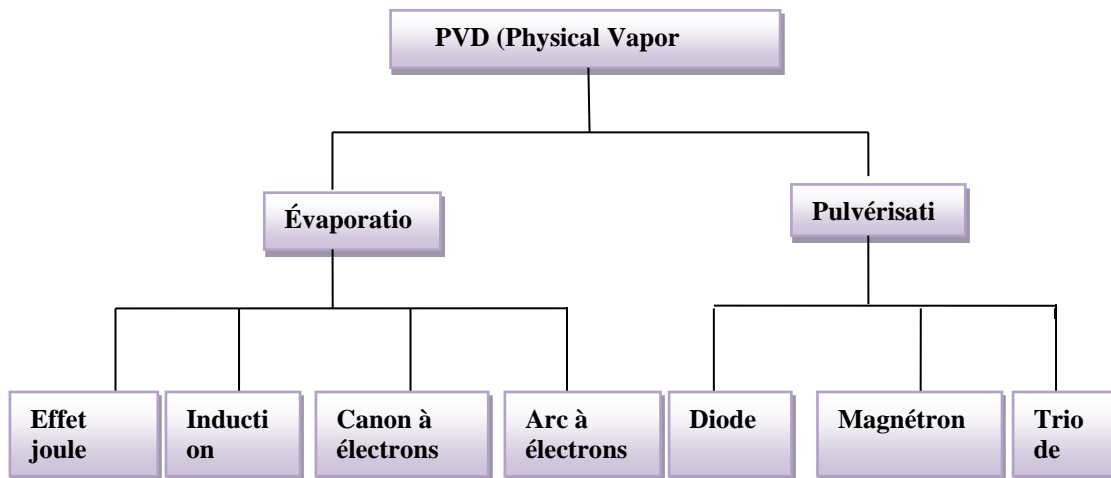 PVD (Physical Vapor
Évaporatio
Pulvérisati
Effet
joule
Inducti
on
Canon à
électrons
Arc à
électrons
Diode
Magnétron
Trio
de